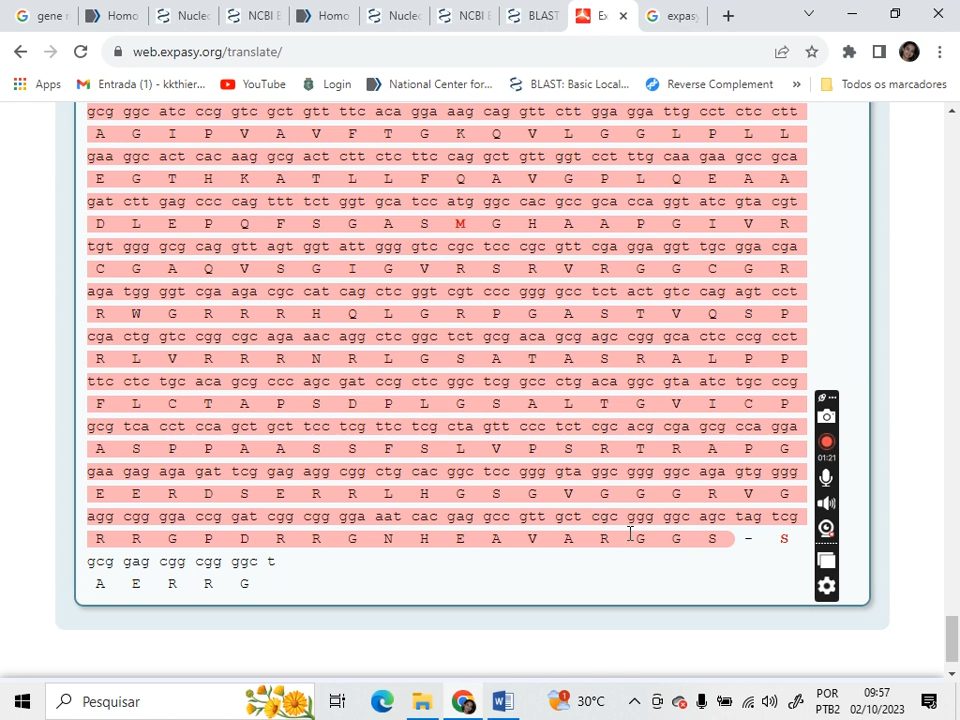 gene r
Homo
Nucle
NCBI E
Homo
Nucle
NCBI E
BLAST
Ex
expasy
web.expasy.org/translate/
Apps
Entrada (1) - kkthier...
YouTube
Login
National Center for...
BLAST: Basic Local...
Reverse Complement
»
Todos os marcadores
gcg ggc atc ccg gtc gct gtt ttc aca gga aag cag gtt ctt gga gga ttg cct ctc ctt
A G I P V A V F T G K Q V L G G L P L L
gaa ggc act cac aag gcg act ctt ctc ttc cag gct gtt ggt cct ttg caa gaa gcc gca
E G T H K A T L L F Q A V G P L Q E A A
gat ctt gag ccc cag ttt tct ggt gca tcc atg ggc cac gcc gca cca ggt atc gta cgt
D L E P Q F S G A S M G H A A P G I V R
tgt ggg gcg cag gtt agt ggt att ggg gtc cgc tcc cgc gtt cga gga ggt tgc gga cga
C G A Q V S G I G V R S R V R G G C G R
aga tgg ggt cga aga cgc cat cag ctc ggt cgt ccc ggg gcc tct act gtc cag agt cct
R W G R R R H Q L G R P G A S T V Q S P
cga ctg gtc cgg cgc aga aac agg ctc ggc tct gcg aca gcg agc cgg gca ctc ccg cct
R L V R R R N R L G S A T A S R A L P P
ttc ctc tgc aca gcg ccc agc gat ccg ctc ggc tcg gcc ctg aca ggc gta atc tgc ccg
F L C T A P S D P L G S A L T G V I C P
gcg tca cct cca gct gct tcc tcg ttc tcg cta gtt ccc tct cgc acg cga gcg cca gga
A S P P A A S S F S L V P S R T R A P G
gaa gag aga gat tcg gag agg cgg ctg cac ggc tcc ggg gta ggc ggg ggc aga gtg ggg
E E R D S E R R L H G S G V G G G R V G
agg cgg gga ccg gat cgg cgg gga aat cac gag gcc gtt gct cgc ggg ggc agc tag tcg
R R G P D R R G N H E A V A R G G S - S
gcg gag cgg cgg ggc t
A E R R G
01:21
Pesquisar
1
30°C
POR
PTB2
09:57
02/10/2023